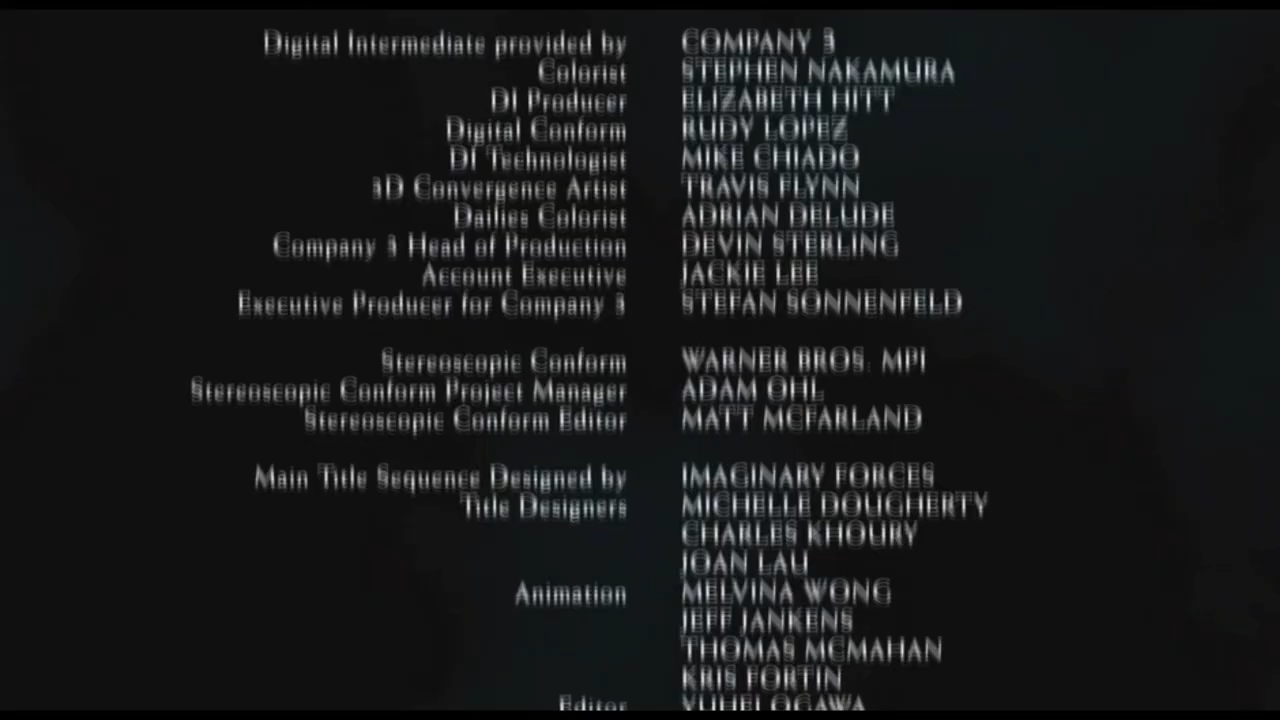 Digital Intermediate provided by COMPANY 3
Colorist STEPHEN NAKAMURA
DI Producer ELIZABETH HITT
Digital Conform RUDY LOPEZ
DI Technologist MIKE CHIADO
3D Convergence Artist TRAVIS FLYNN
Dailies Colorist ADRIAN DELUDE
Company 3 Head of Production DEVIN STERLING
Account Executive JACKIE LEE
Executive Producer for Company 3 STEFAN SONNENFELD
Stereoscopic Conform WARNER BROS. MPI
Stereoscopic Conform Project Manager ADAM OHL
Stereoscopic Conform Editor MATT MCFARLAND
Main Title Sequence Designed by IMAGINARY FORCES
Title Designers MICHELLE DOUGHERTY
CHARLES KHOURY
JOAN LAU
Animation MELVINA WONG
JEFF JANKENS
THOMAS MCMAHAN
KRIS FORTIN
Editor YUHEI OGAWA